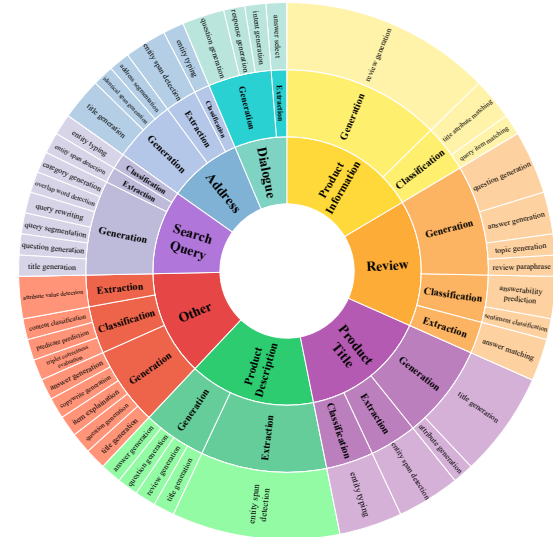 Product
Information
Generation
review generation
Classification
title attribute matching
query item matching
Review
Generation
question generation
answer generation
topic generation
review paraphrase
Classification
answerability
prediction
sentiment classification
Extraction
answer matching
Product
Title
Generation
title generation
attribute generation
Extraction
entity span detection
Classification
entity typing
Product
Description
Extraction
entity span
detection
Generation
title generation
review generation
question generation
answer generation
Other
Generation
title generation
question generation
item explaination
copywrite generation
answer generation
Classification
triplet correctness
evaluation
predicate prediction
content classification
Extraction
attribute value detection
Search
Query
Generation
title generation
question generation
query segmentation
query rewriting
overlap word detection
category generation
Extraction
entity span detection
Classification
entity typing
Address
Generation
title generation
address segmentation
Extraction
entity span detection
Classification
entity typing
Dialogue
Generation
question generation
response generation
intent generation
Extraction
answer select